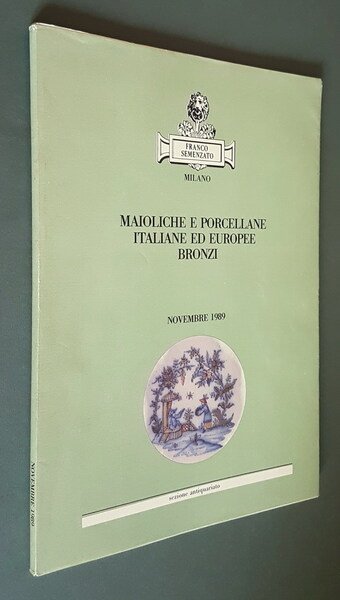 FRANCO
SEMENZATO
MILANO
MAIOLICHE E PORCELLANE
ITALIANE ED EUROPEE
BRONZI
NOVEMBRE 1989
sezione antiquariato
NOVEMBRE 1989